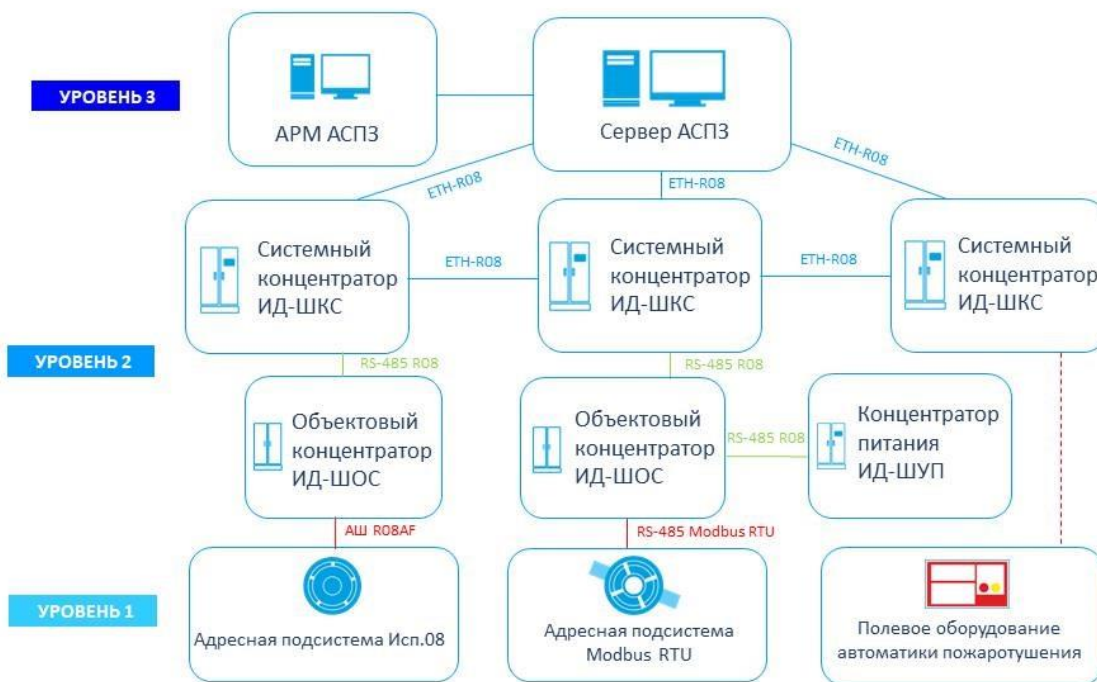 УРОВЕНЬ 3
АРМ АСПЗ
Сервер АСПЗ
ETH-R08
ETH-R08
ETH-R08
Системный
концентратор
ИД-ШКС
ETH-R08
Системный
концентратор
ИД-ШКС
ETH-R08
Системный
концентратор
ИД-ШКС
УРОВЕНЬ 2
RS-485 R08
RS-485 R08
Объектовый
концентратор
ИД-ШОС
Объектовый
концентратор
ИД-ШОС
RS-485 R08
Концентратор
питания
ИД-ШУП
АШ R08AF
RS-485 Modbus RTU
УРОВЕНЬ 1
Адресная подсистема Исп.08
Адресная подсистема
Modbus RTU
Полевое оборудование
автоматики пожаротушения